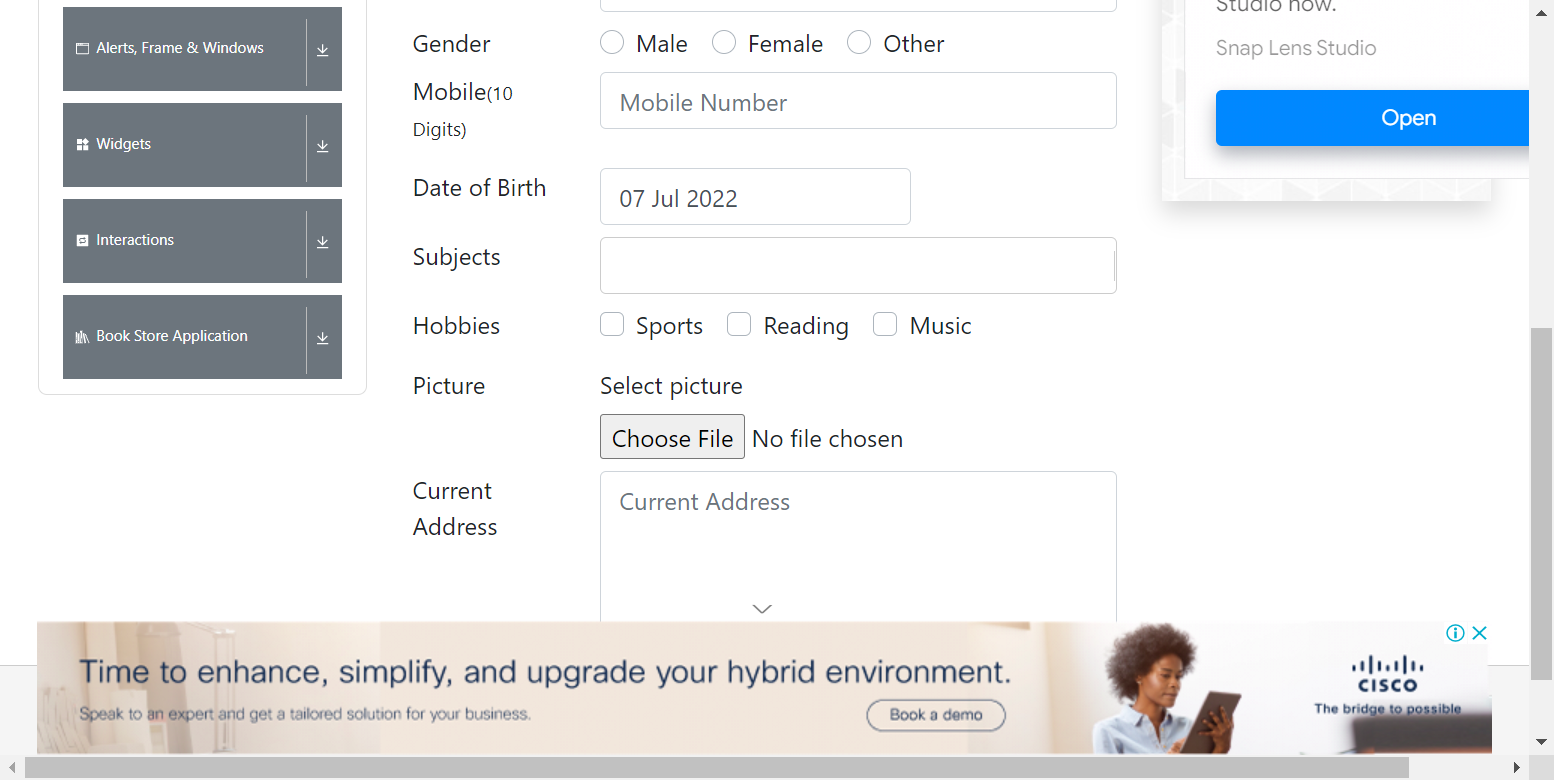 Alerts, Frame & Windows
Widgets
Interactions
Book Store Application
Gender
Male
Female
Other
Mobile(10
Digits)
Mobile Number
Date of Birth
07 Jul 2022
Subjects
Hobbies
Sports
Reading
Music
Picture
Select picture
Choose File No file chosen
Current
Address
Current Address
Studio now.
Snap Lens Studio
Open
Time to enhance, simplify, and upgrade your hybrid environment.
Speak to an expert and get a tailored solution for your business.
Book a demo
CISCO
The bridge to possible